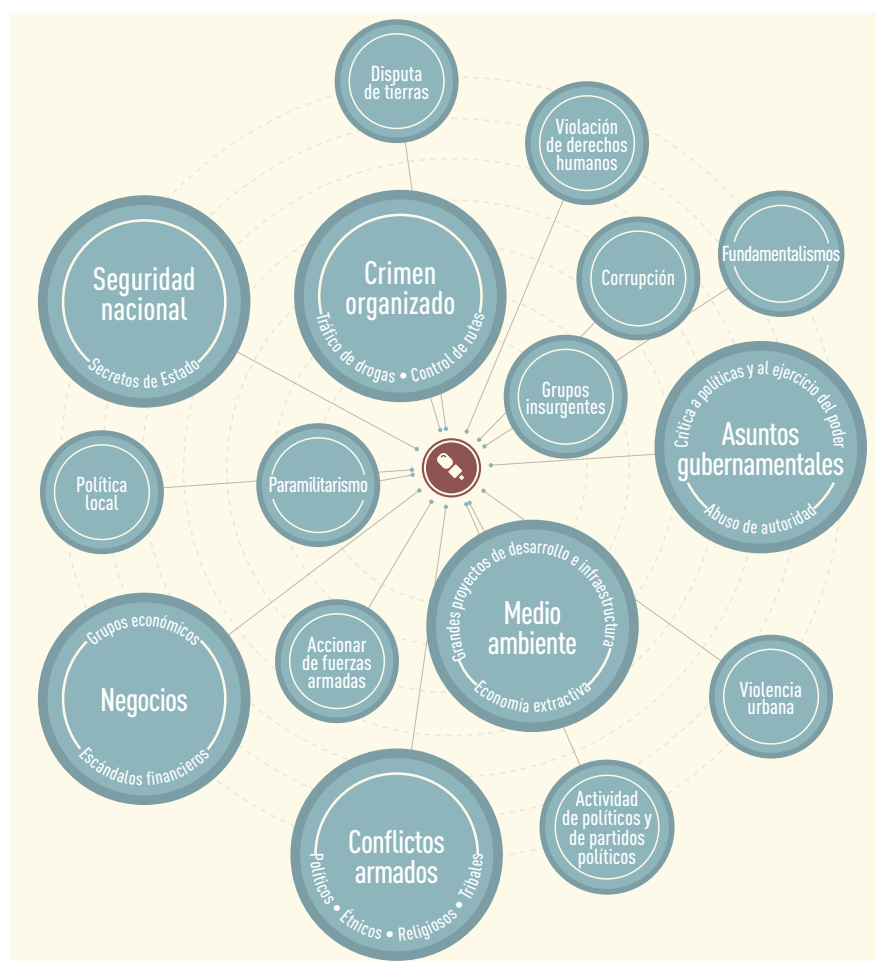 Disputa
de tierras
Violación
de derechos
humanos
Seguridad
nacional
Secretos de Estado
Crimen
organizado
Tráfico de drogas • Control de rutas
Corrupción
Fundamentalismos
Grupos
insurgentes
Crítica a políticas y al ejercicio del poder
Asuntos
gubernamentales
Abuso de autoridad
Política
local
Paramilitarismo
Grandes proyectos de desarrollo e infraestructura
Medio
ambiente
Economía extractiva
Grupos económicos
Negocios
Escándalos financieros
Accionar
de fuerzas
armadas
Violencia
urbana
Conflictos
armados
Políticos • Étnicos • Religiosos • Tribales
Actividad
de políticos y
de partidos
políticos